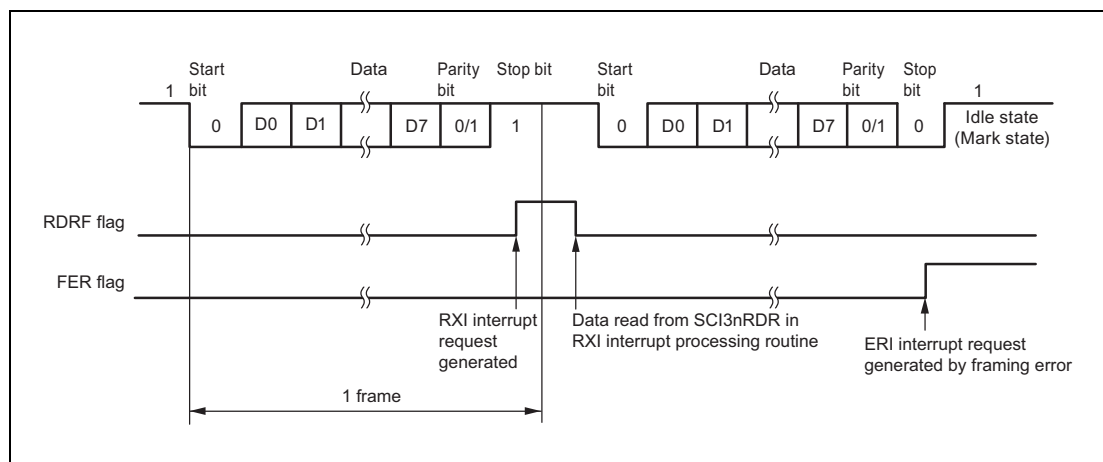 Start bit
Data
Parity bit
Stop bit
Start bit
Data
Parity bit
Stop bit
1
1
0
D0
D1
D7
0/1
1
0
D0
D1
D7
0/1
0
Idle state
(Mark state)
RDRF flag
FER flag
RXI interrupt
request
generated
Data read from SCI3nRDR in
RXI interrupt processing routine
ERI interrupt request
generated by framing error
1 frame